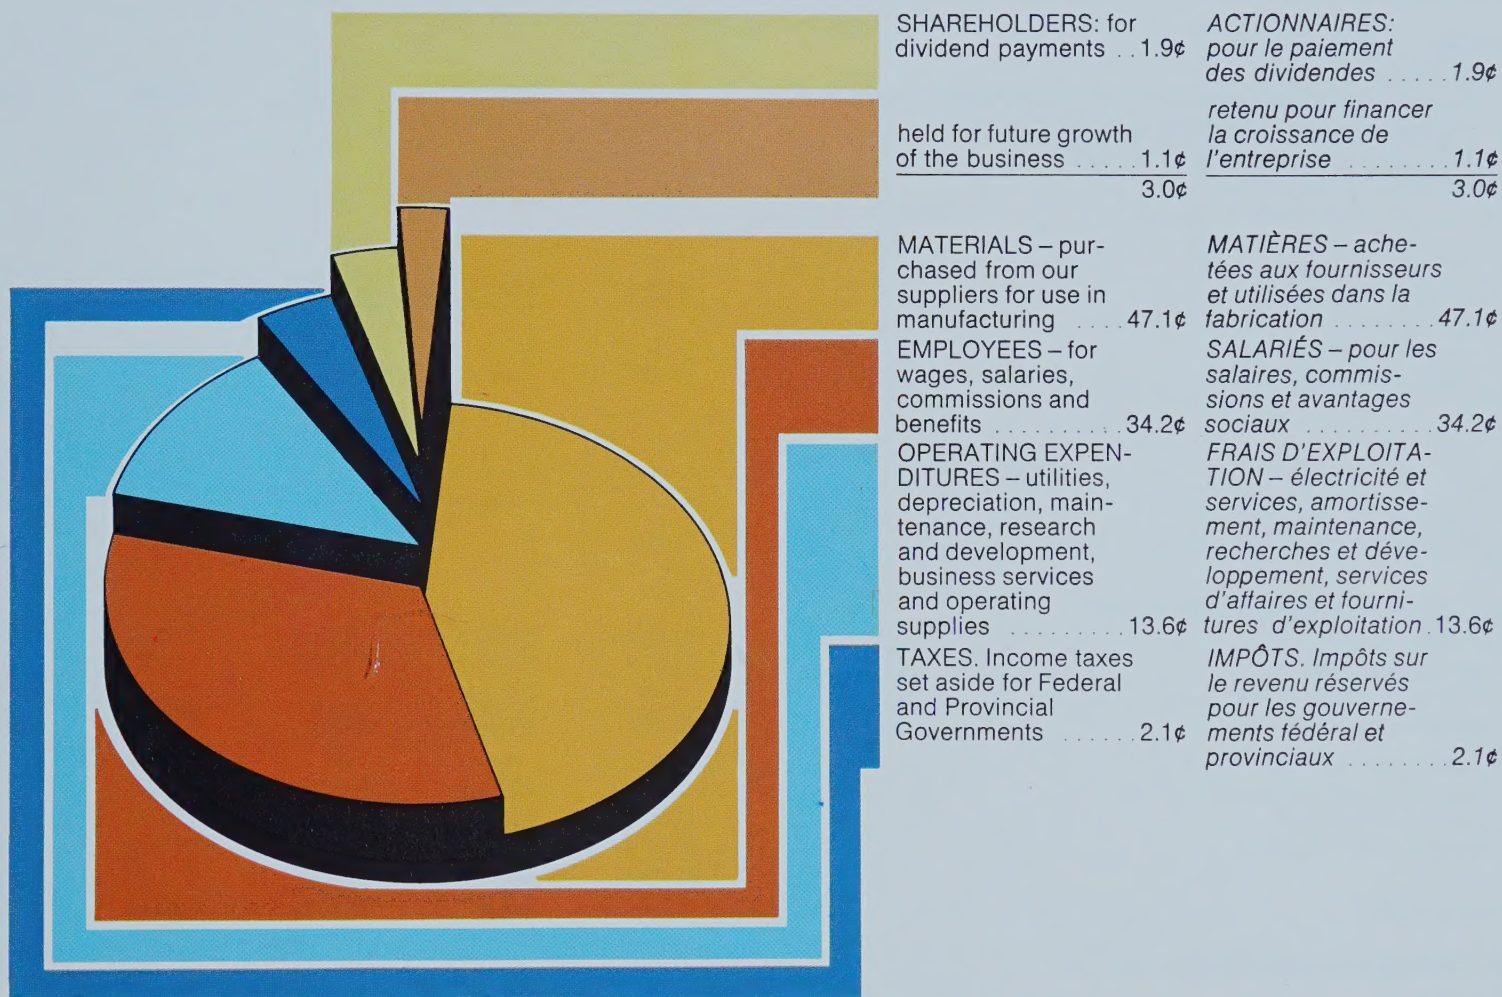 SHAREHOLDERS: for
dividend payments . . 1.9¢
held for future growth
of the business . . . . . 1.1¢
3.0¢
MATERIALS – pur-
chased from our
suppliers for use in
manufacturing . . . . 47.1¢
EMPLOYEES – for
wages, salaries,
commissions and
benefits . . . . . . . . . . 34.2¢
OPERATING EXPEN-
DITURES – utilities,
depreciation, main-
tenance, research
and development,
business services
and operating
supplies . . . . . . . . . 13.6¢
TAXES. Income taxes
set aside for Federal
and Provincial
Governments . . . . . . 2.1¢
ACTIONNAIRES:
pour le paiement
des dividendes . . . . . 1.9¢
retenu pour financer
la croissance de
l'entreprise . . . . . . . . 1.1¢
3.0¢
MATIÈRES – ache-
tées aux fournisseurs
et utilisées dans la
fabrication . . . . . . . . 47.1¢
SALARIÉS – pour les
salaires, commis-
sions et avantages
sociaux . . . . . . . . . . 34.2¢
FRAIS D'EXPLOITA-
TION – électricité et
services, amortisse-
ment, maintenance,
recherches et déve-
loppement, services
d'affaires et fourni-
tures d'exploitation . 13.6¢
IMPÔTS. Impôts sur
le revenu réservés
pour les gouverne-
ments fédéral et
provinciaux . . . . . . . . 2.1¢